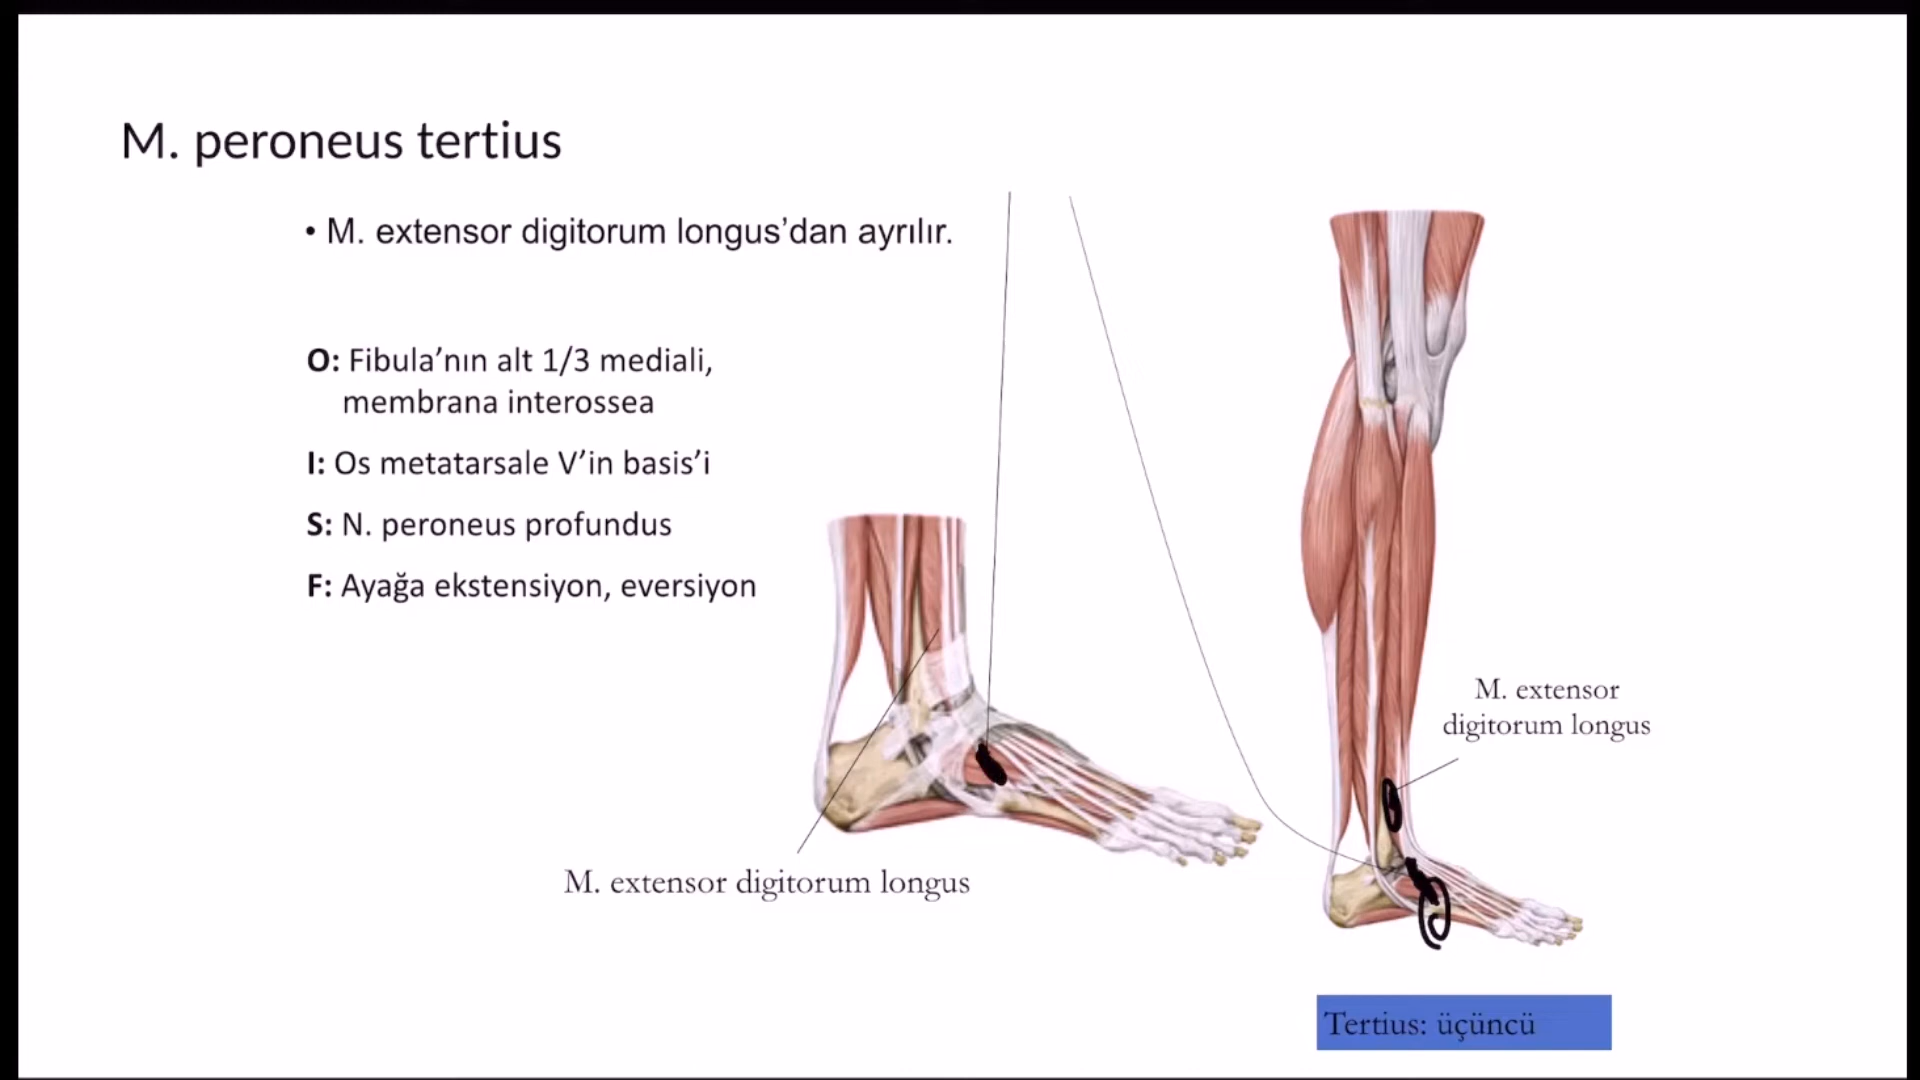 M. peroneus tertius
• M. extensor digitorum longus’dan ayrılır.
O: Fibula’nın alt 1/3 mediali,
membrana interossea
I: Os metatarsale V’in basis’i
S: N. peroneus profundus
F: Ayağa ekstensiyon, eversiyon
M. extensor
digitorum longus
M. extensor digitorum longus
Tertius: üçüncü